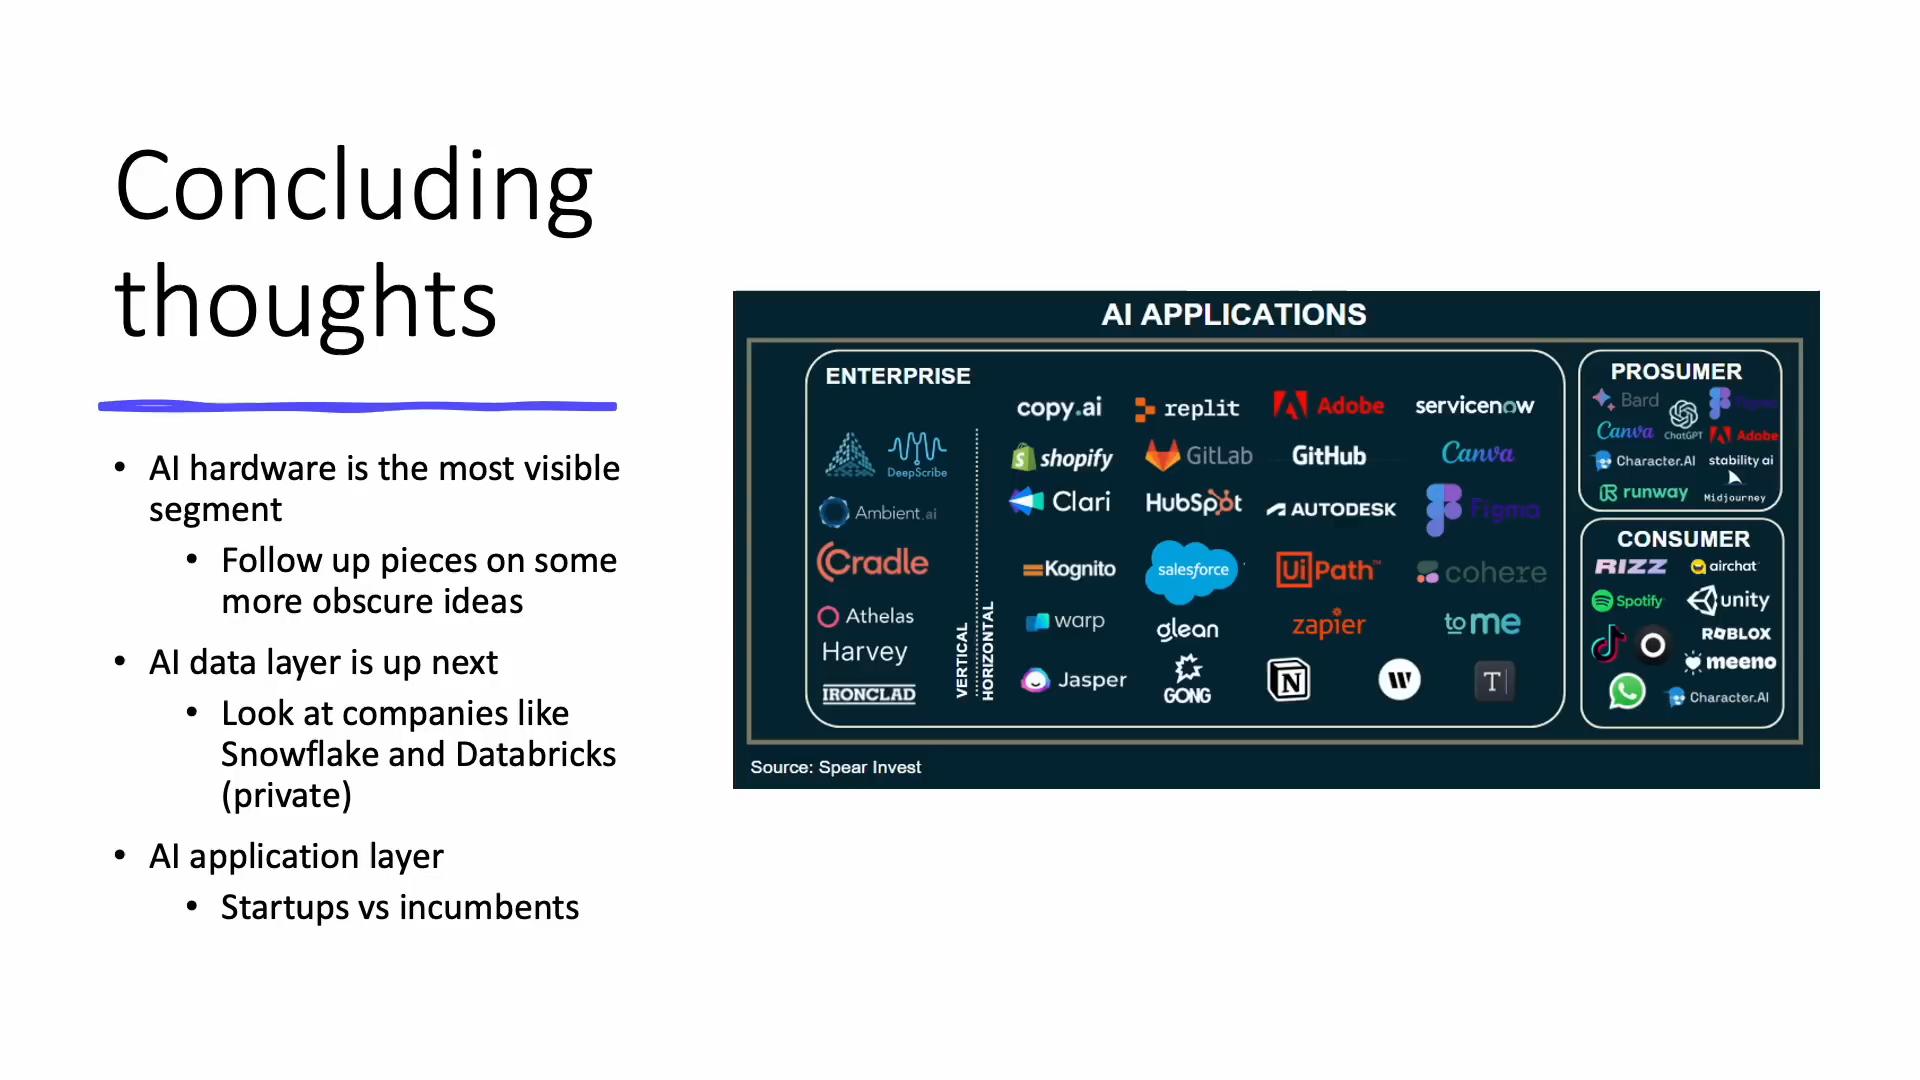 Concluding
thoughts
• AI hardware is the most visible
segment
• Follow up pieces on some
more obscure ideas
• AI data layer is up next
• Look at companies like
Snowflake and Databricks
(private)
• AI application layer
• Startups vs incumbents
AI APPLICATIONS
ENTERPRISE
DeepScribe
Ambient.ai
Cradle
Athelas
Harvey
IRONCLAD
VERTICAL
HORIZONTAL
copy.ai replit Adobe servicenow
shopify GitLab GitHub Canva
Clari HubSpot AUTODESK Figma
Kognito salesforce UiPath™ cohere
warp glean zapier tome
Jasper GONG N W T
PROSUMER
Bard ChatGPT Figma
Canva Adobe
Character.AI stability ai
runway Midjourney
CONSUMER
RIZZ airchat
Spotify unity
ROBLOX
meeno
Character.AI
Source: Spear Invest